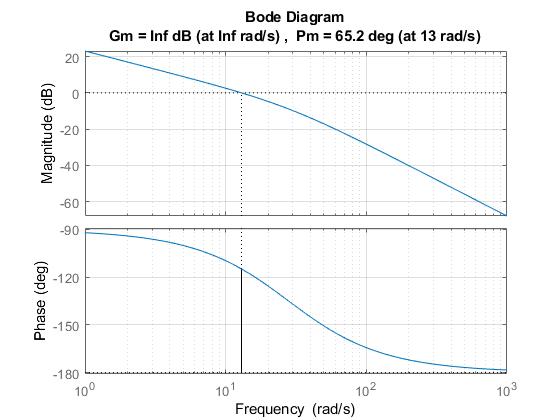 Bode Diagram
Gm = Inf dB (at Inf rad/s) ,  Pm = 65.2 deg (at 13 rad/s)
Magnitude (dB)
20
0
-20
-40
-60
Phase (deg)
-90
-120
-150
-180
10^0 10^1 10^2 10^3
Frequency  (rad/s)